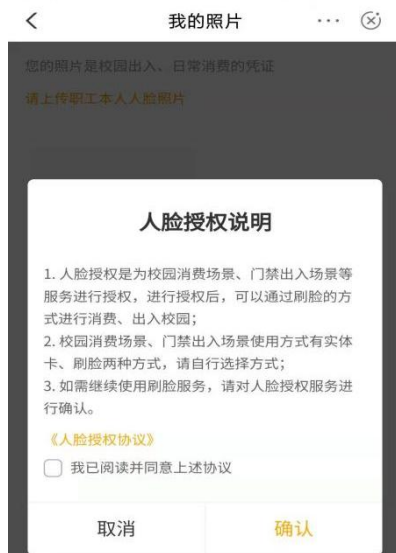 我的照片
您的照片是校园出入、日常消费的凭证
请上传职工本人人脸照片
人脸授权说明
1. 人脸授权是为校园消费场景、门禁出入场景等
服务进行授权，进行授权后，可以通过刷脸的方
式进行消费、出入校园；
2. 校园消费场景、门禁出入场景使用方式有实体
卡、刷脸两种方式，请自行选择方式；
3. 如需继续使用刷脸服务，请对人脸授权服务进
行确认。
《人脸授权协议》
我已阅读并同意上述协议
取消
确认